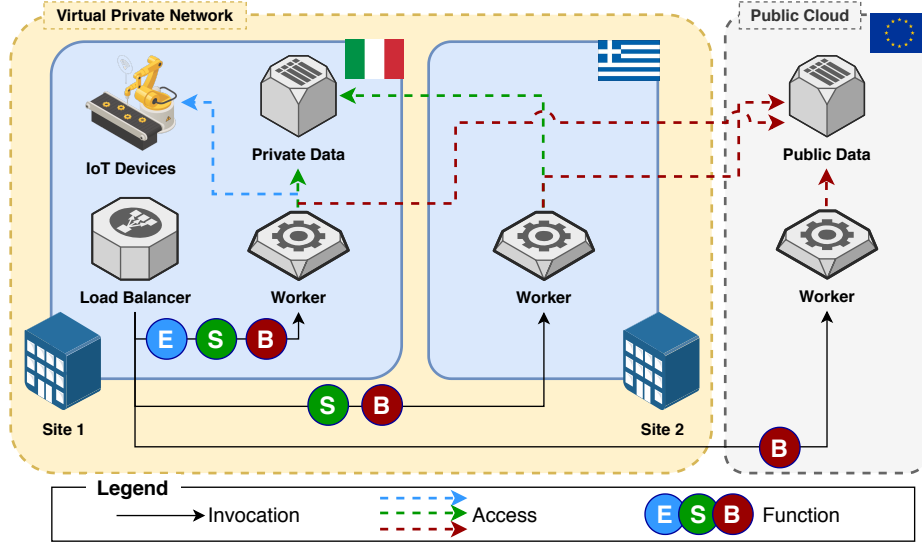 Virtual Private Network
Public Cloud
IoT Devices
Private Data
Public Data
Load Balancer
Worker
Worker
Worker
E S B
S B
B
Site 1
Site 2
Legend
Invocation
Access
E S B
Function